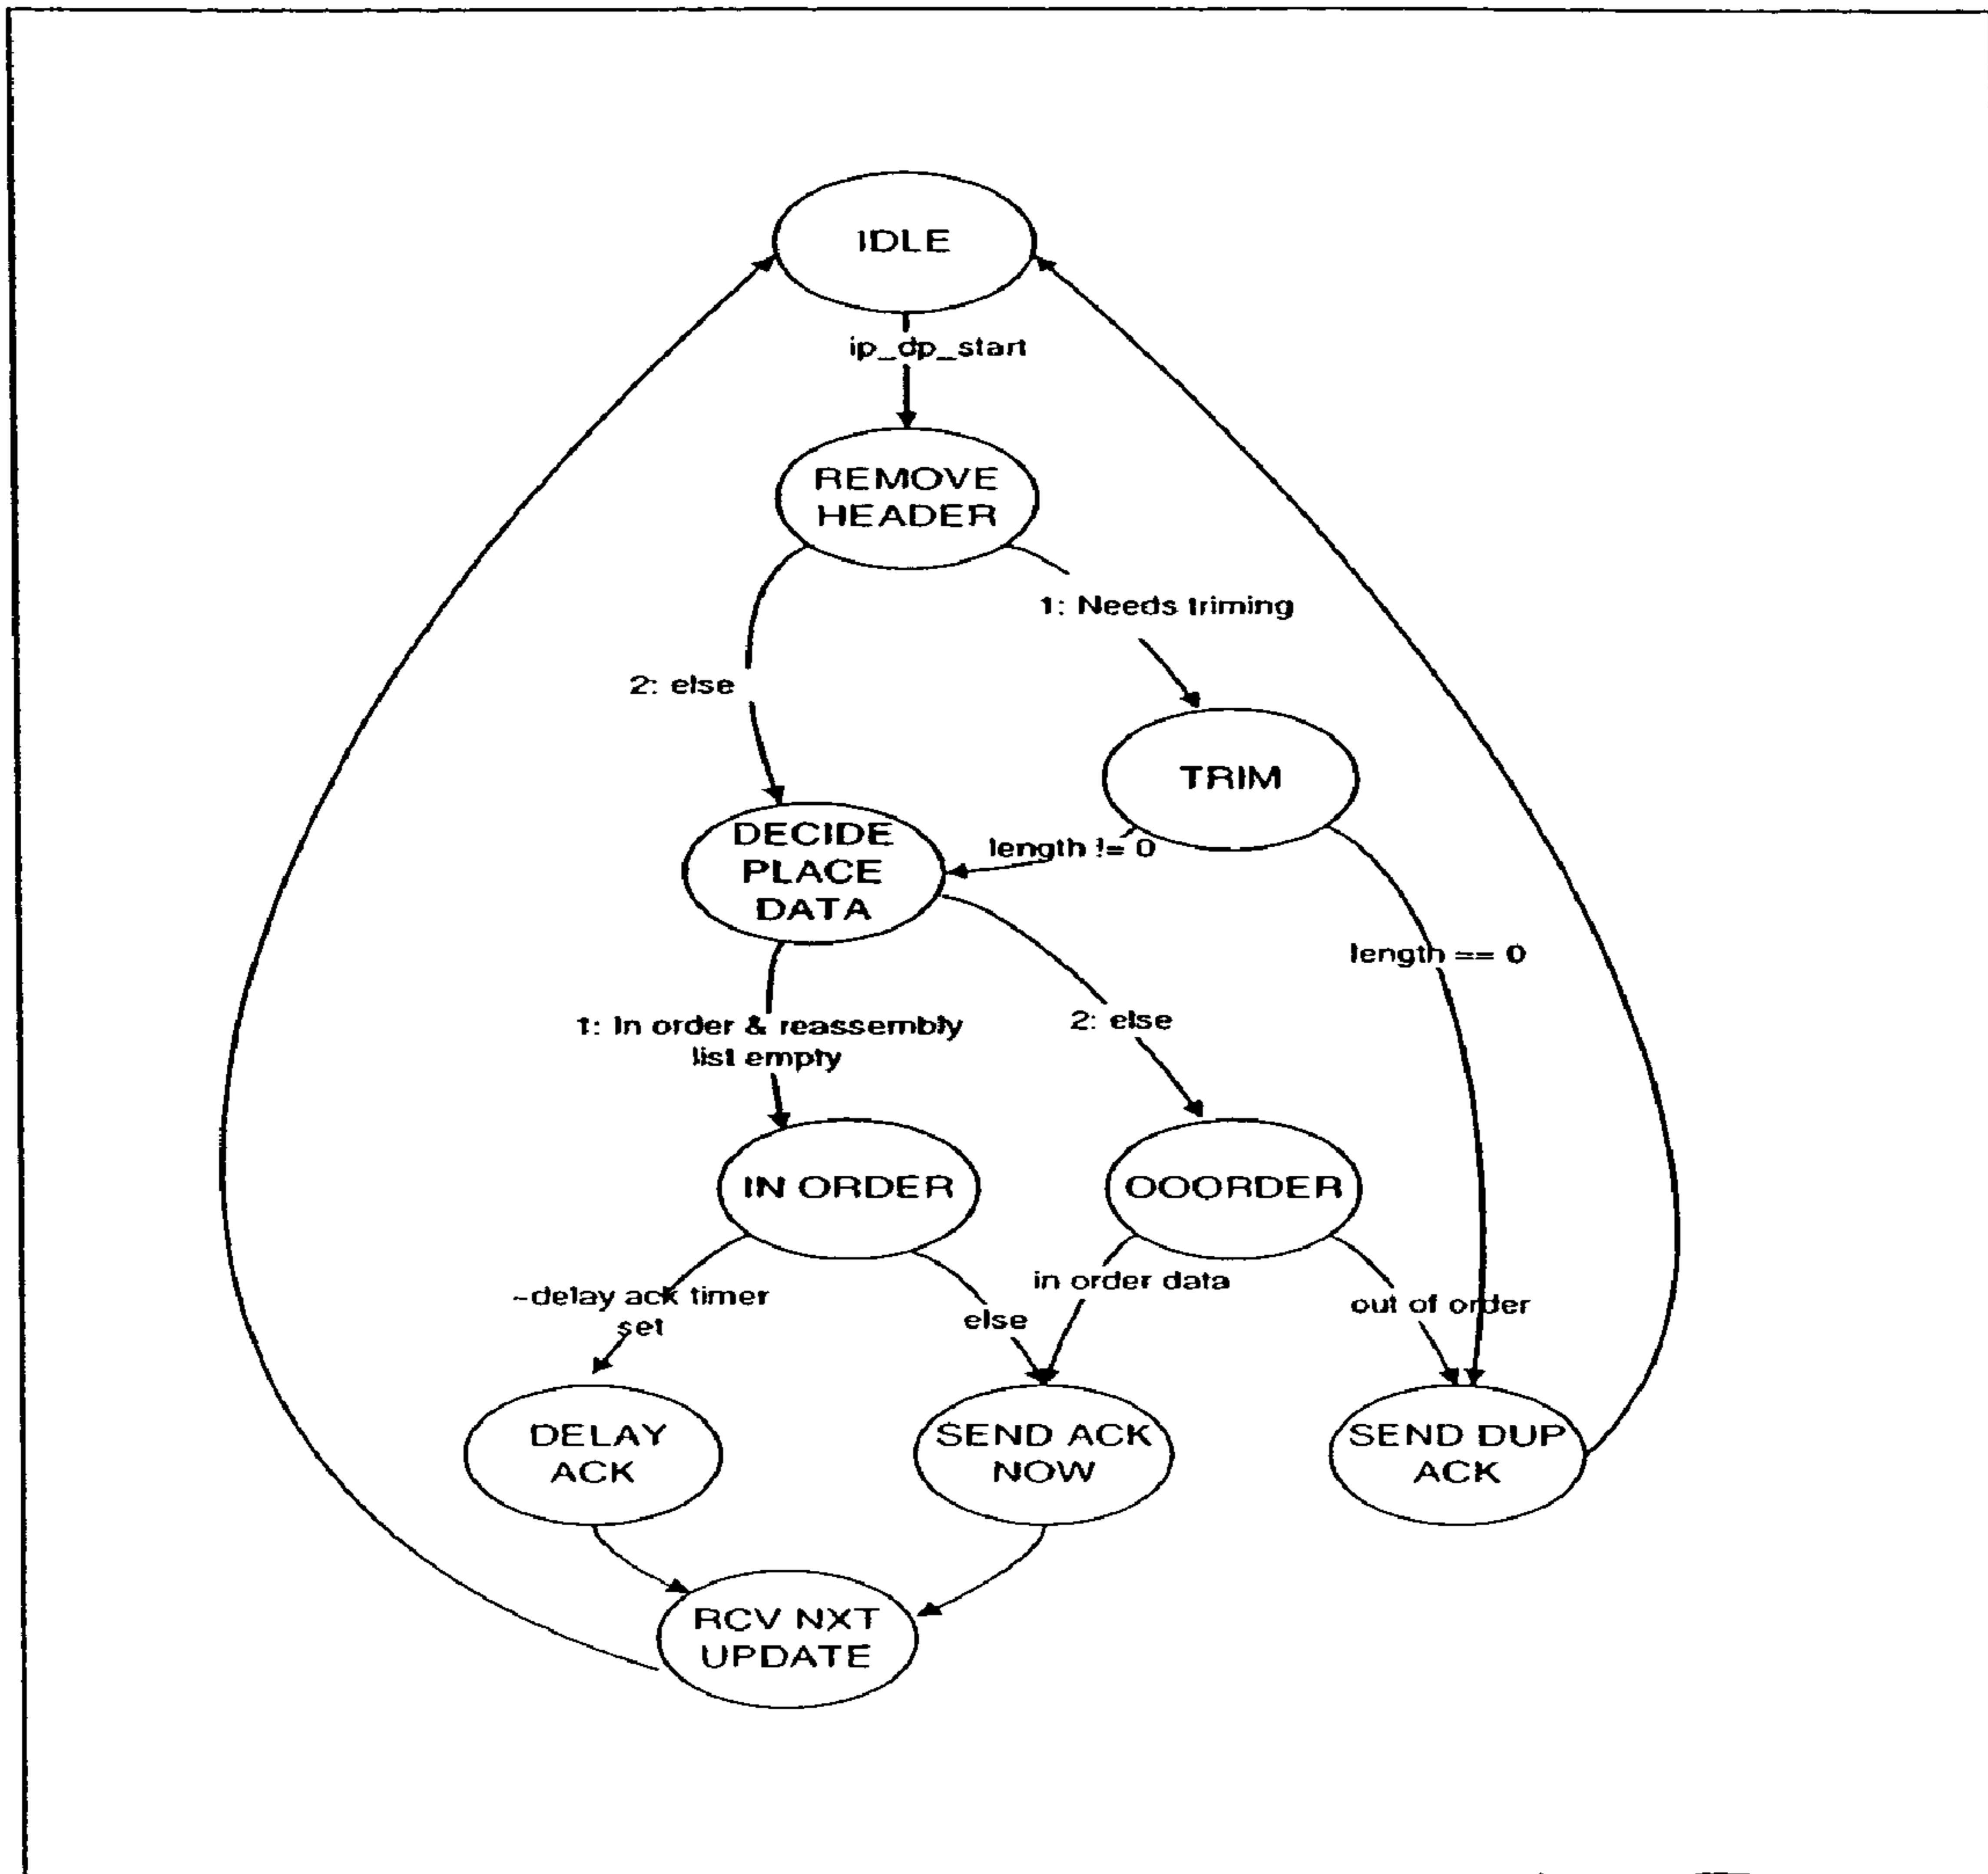 IDLE
ip_dp_start
REMOVE
HEADER
1: Needs triming
2: else
TRIM
DECIDE
PLACE
DATA
length != 0
length == 0
1: In order & reassembly
list empty
2: else
IN ORDER
OOORDER
~delay ack timer
set
else
in order data
out of order
DELAY
ACK
SEND ACK
NOW
SEND DUP
ACK
RCV NXT
UPDATE